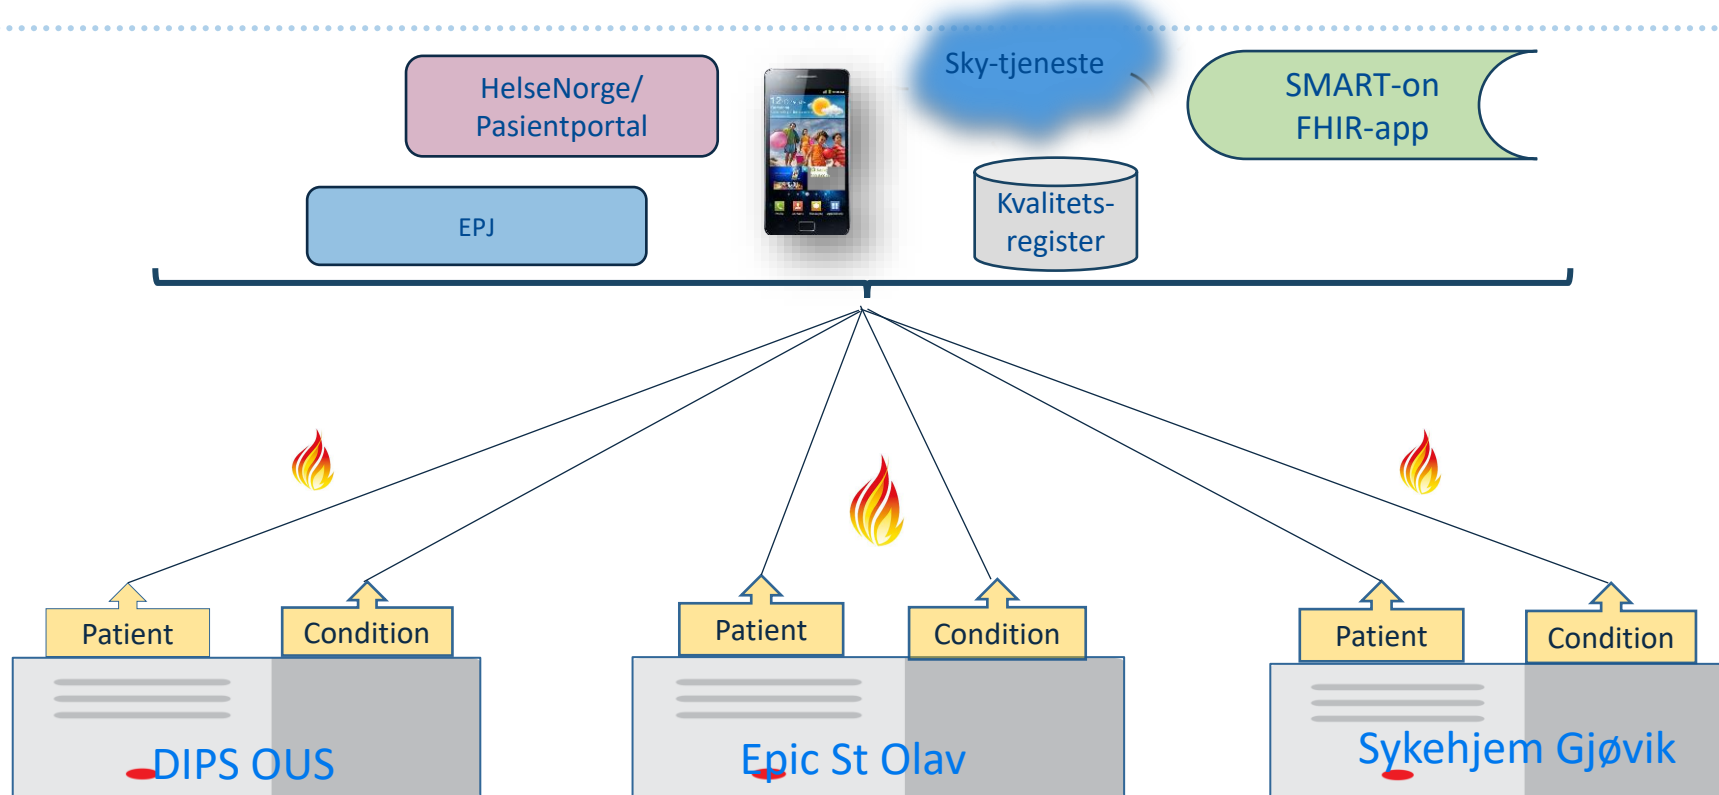 HelseNorge/
Pasientportal
Sky-tjeneste
SMART-on
FHIR-app
EPJ
Kvalitets-
register
Patient
Condition
Patient
Condition
Patient
Condition
DIPS OUS
Epic St Olav
Sykehjem Gjøvik